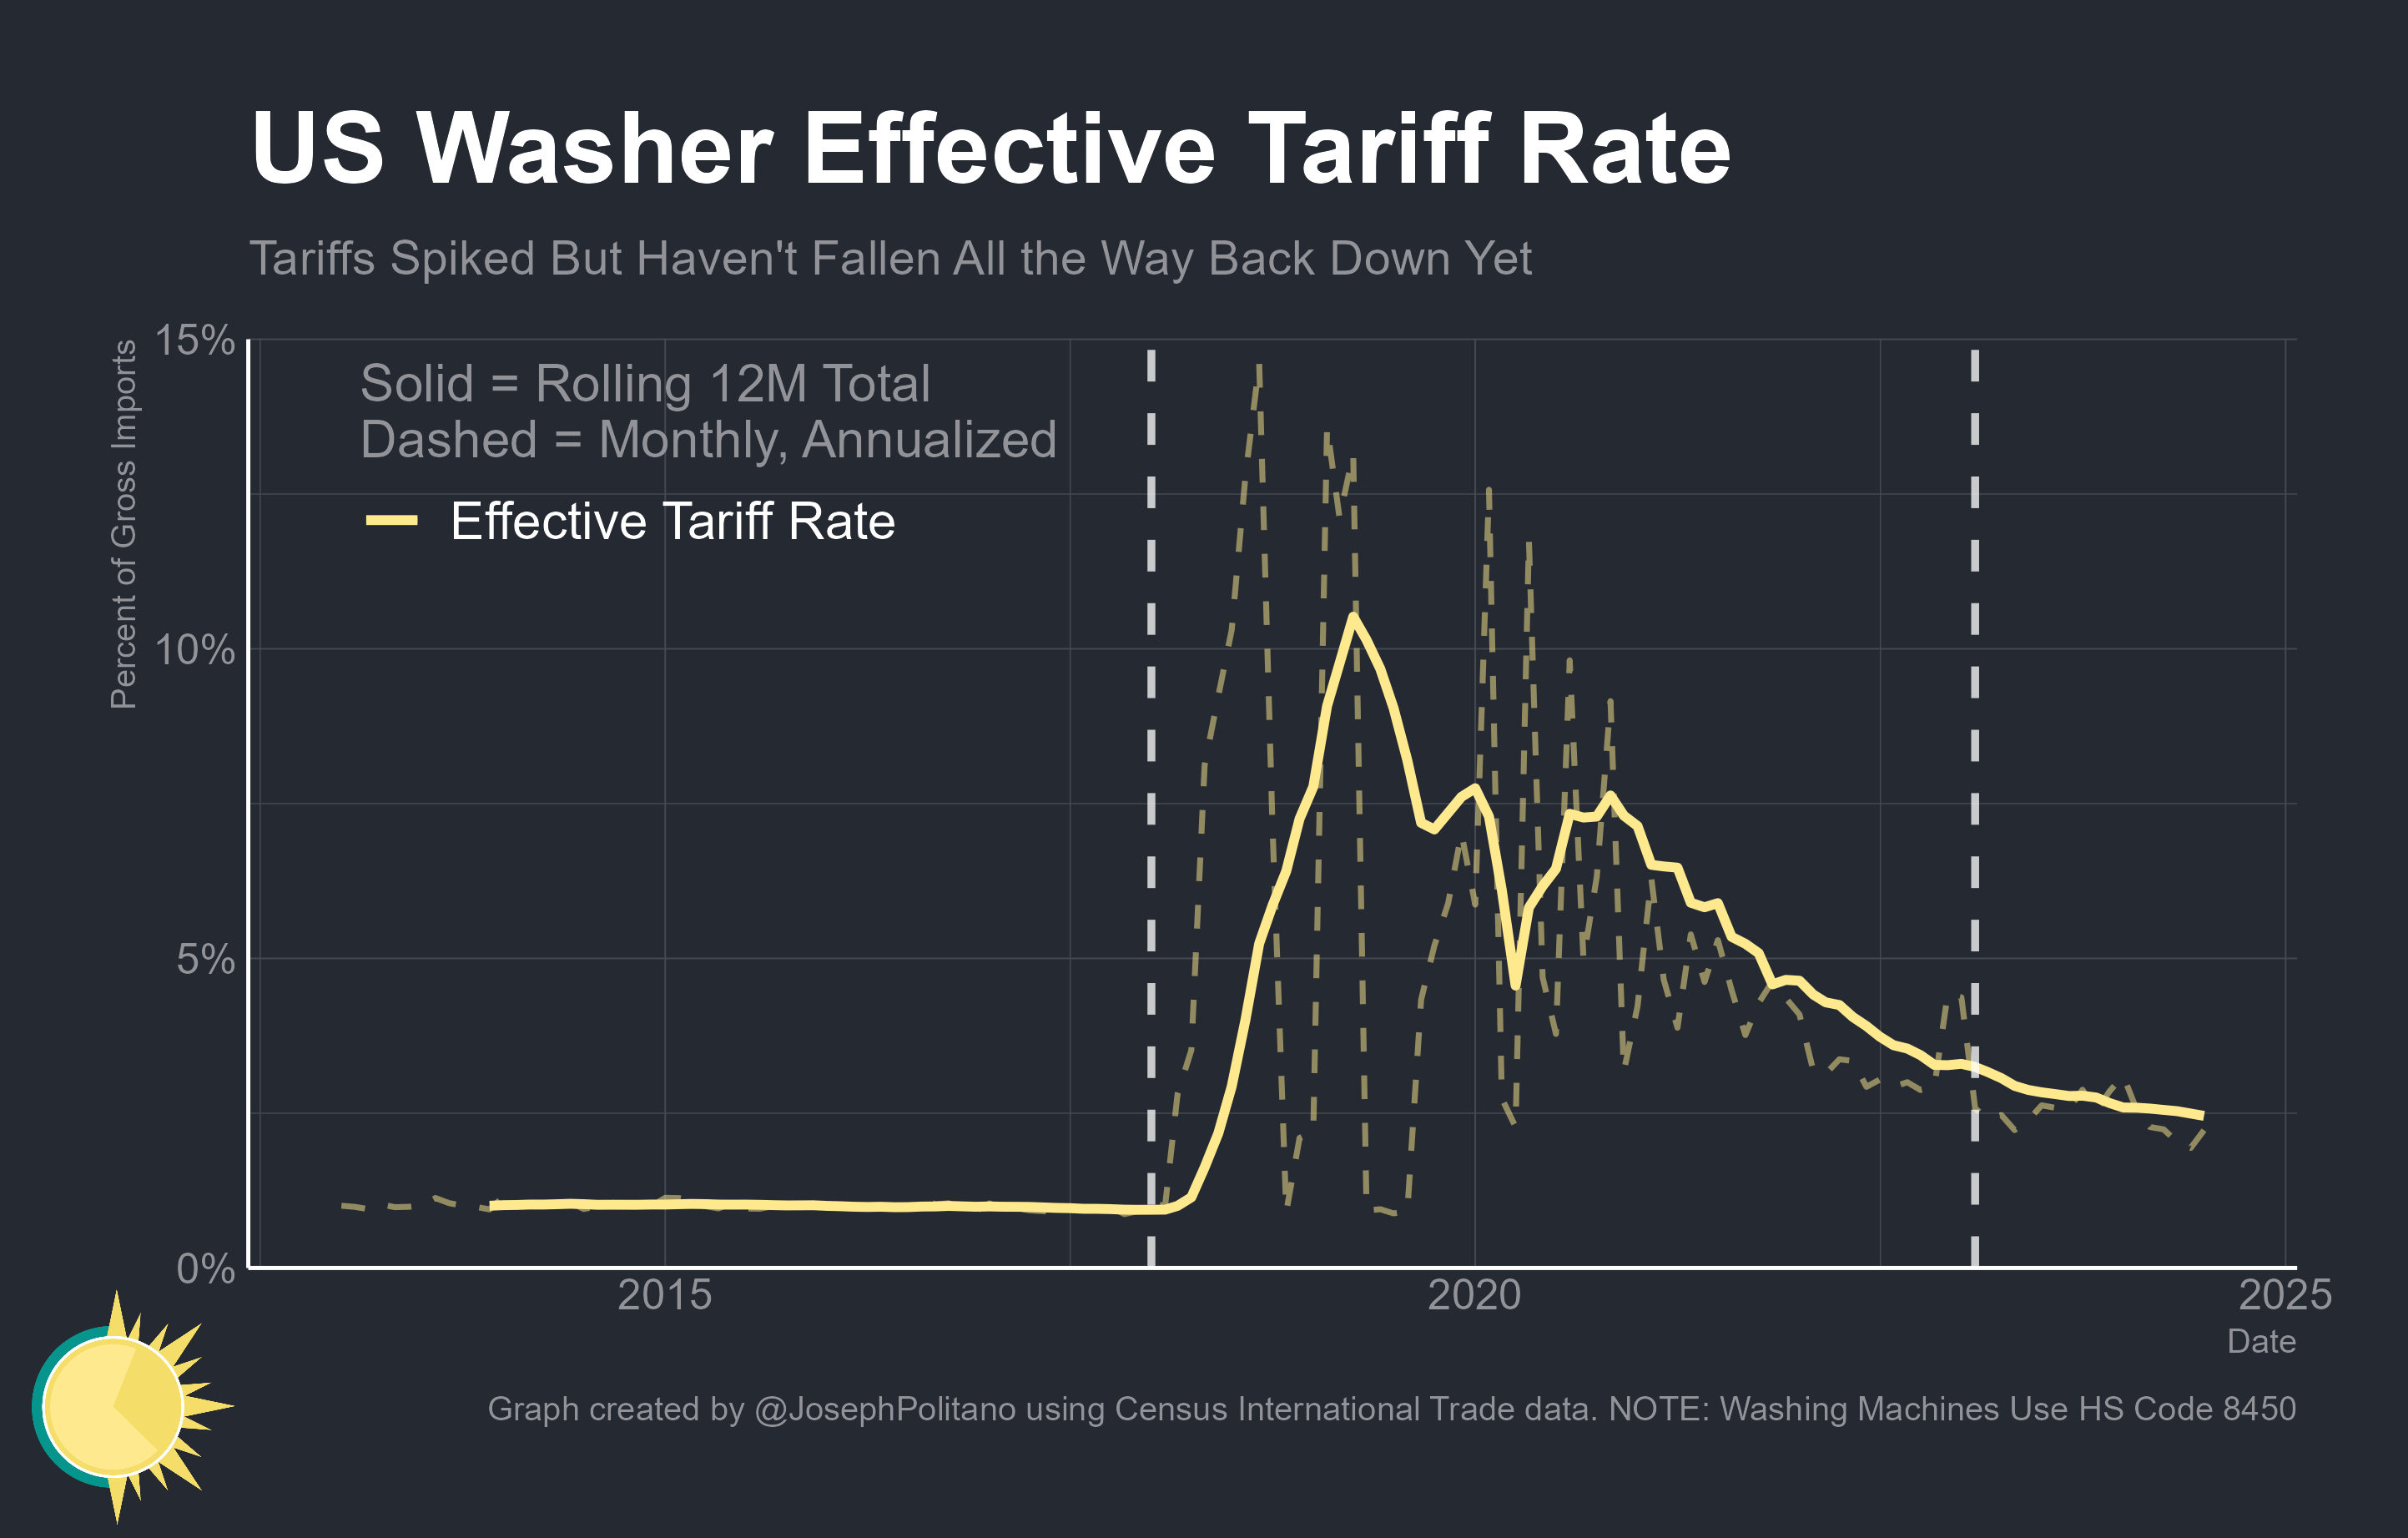 US Washer Effective Tariff Rate
Tariffs Spiked But Haven't Fallen All the Way Back Down Yet
Percent of Gross Imports
15%
10%
5%
0%
Solid = Rolling 12M Total
Dashed = Monthly, Annualized
Effective Tariff Rate
2015
2020
2025
Date
Graph created by @JosephPolitano using Census International Trade data. NOTE: Washing Machines Use HS Code 8450